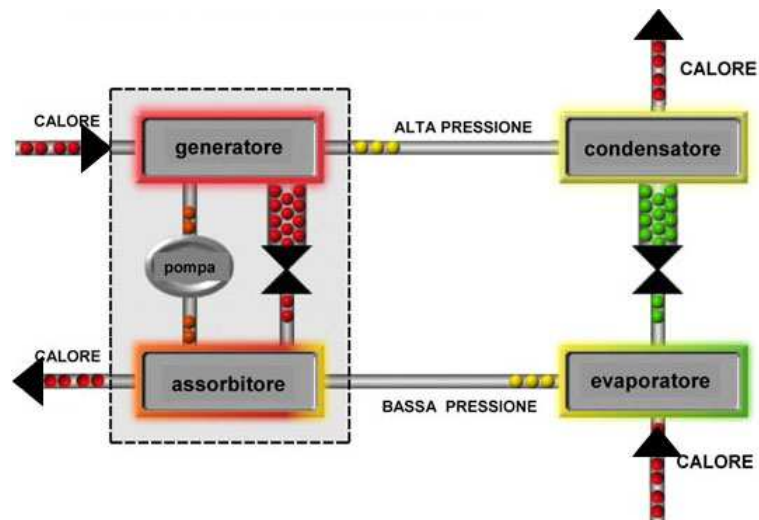 CALORE
CALORE
generatore
ALTA PRESSIONE
condensatore
pompa
CALORE
assorbitore
BASSA PRESSIONE
evaporatore
CALORE